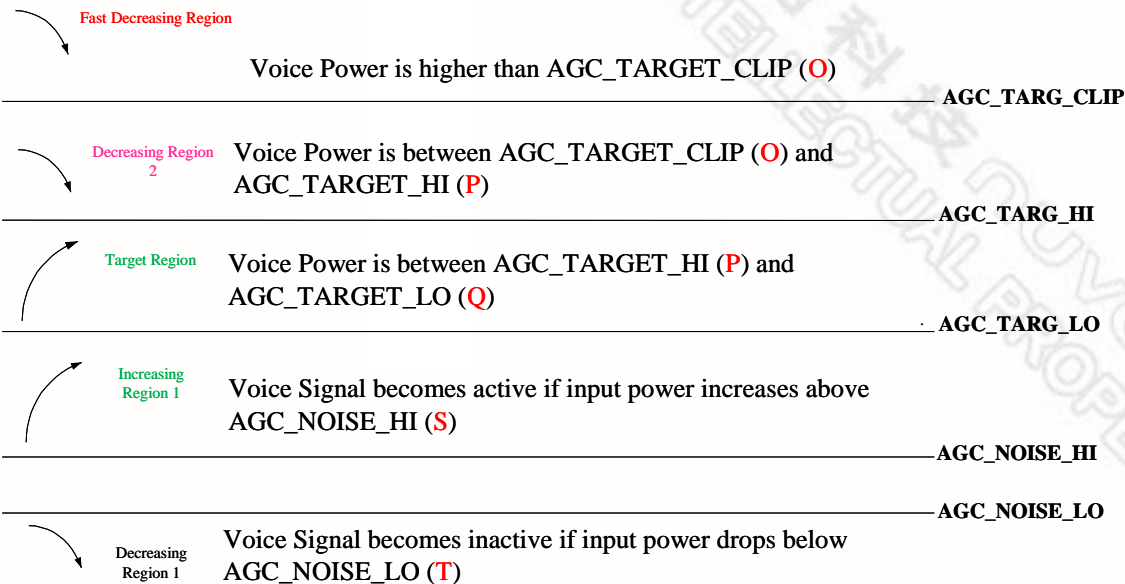 Fast Decreasing Region
Voice Power is higher than AGC_TARGET_CLIP (O)
AGC_TARG_CLIP
Decreasing Region
2
Voice Power is between AGC_TARGET_CLIP (O) and
AGC_TARGET_HI (P)
AGC_TARG_HI
Target Region
Voice Power is between AGC_TARGET_HI (P) and
AGC_TARGET_LO (Q)
AGC_TARG_LO
Increasing
Region 1
Voice Signal becomes active if input power increases above
AGC_NOISE_HI (S)
AGC_NOISE_HI
AGC_NOISE_LO
Decreasing
Region 1
Voice Signal becomes inactive if input power drops below
AGC_NOISE_LO (T)